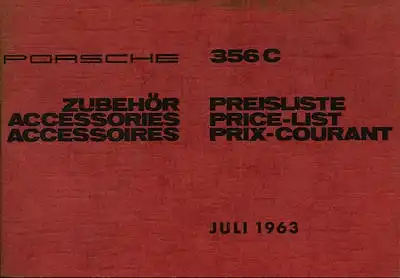 PORSCHE 356 C
ZUBEHÖR PREISLISTE
ACCESSORIES PRICE-LIST
ACCESSOIRES PRIX-COURANT
JULI 1963